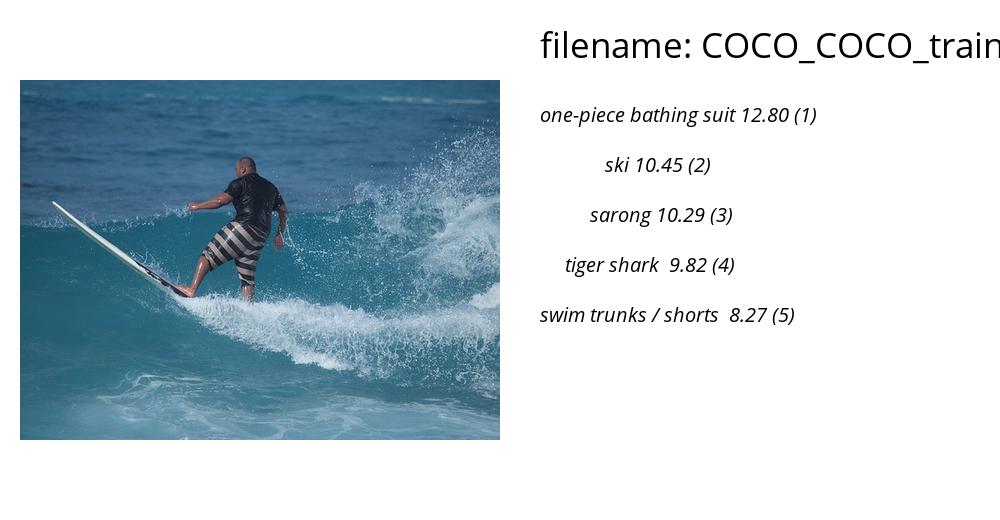 filename: COCO_COCO_train
one-piece bathing suit 12.80 (1)
ski 10.45 (2)
sarong 10.29 (3)
tiger shark 9.82 (4)
swim trunks / shorts 8.27 (5)